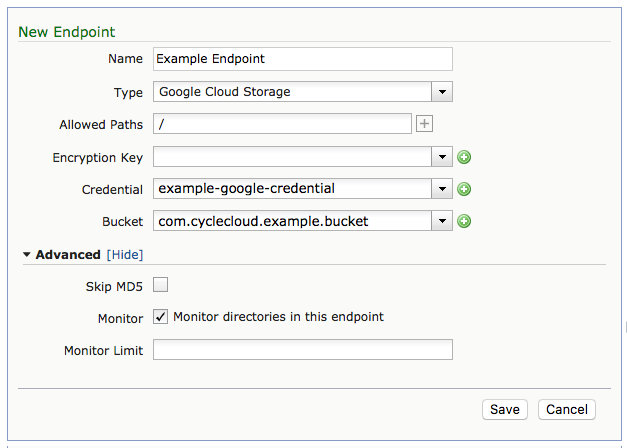 New Endpoint
Name Example Endpoint
Type Google Cloud Storage
Allowed Paths /
Encryption Key
Credential example-google-credential
Bucket com.cyclecloud.example.bucket
Advanced [Hide]
Skip MD5
Monitor Monitor directories in this endpoint
Monitor Limit
Save Cancel